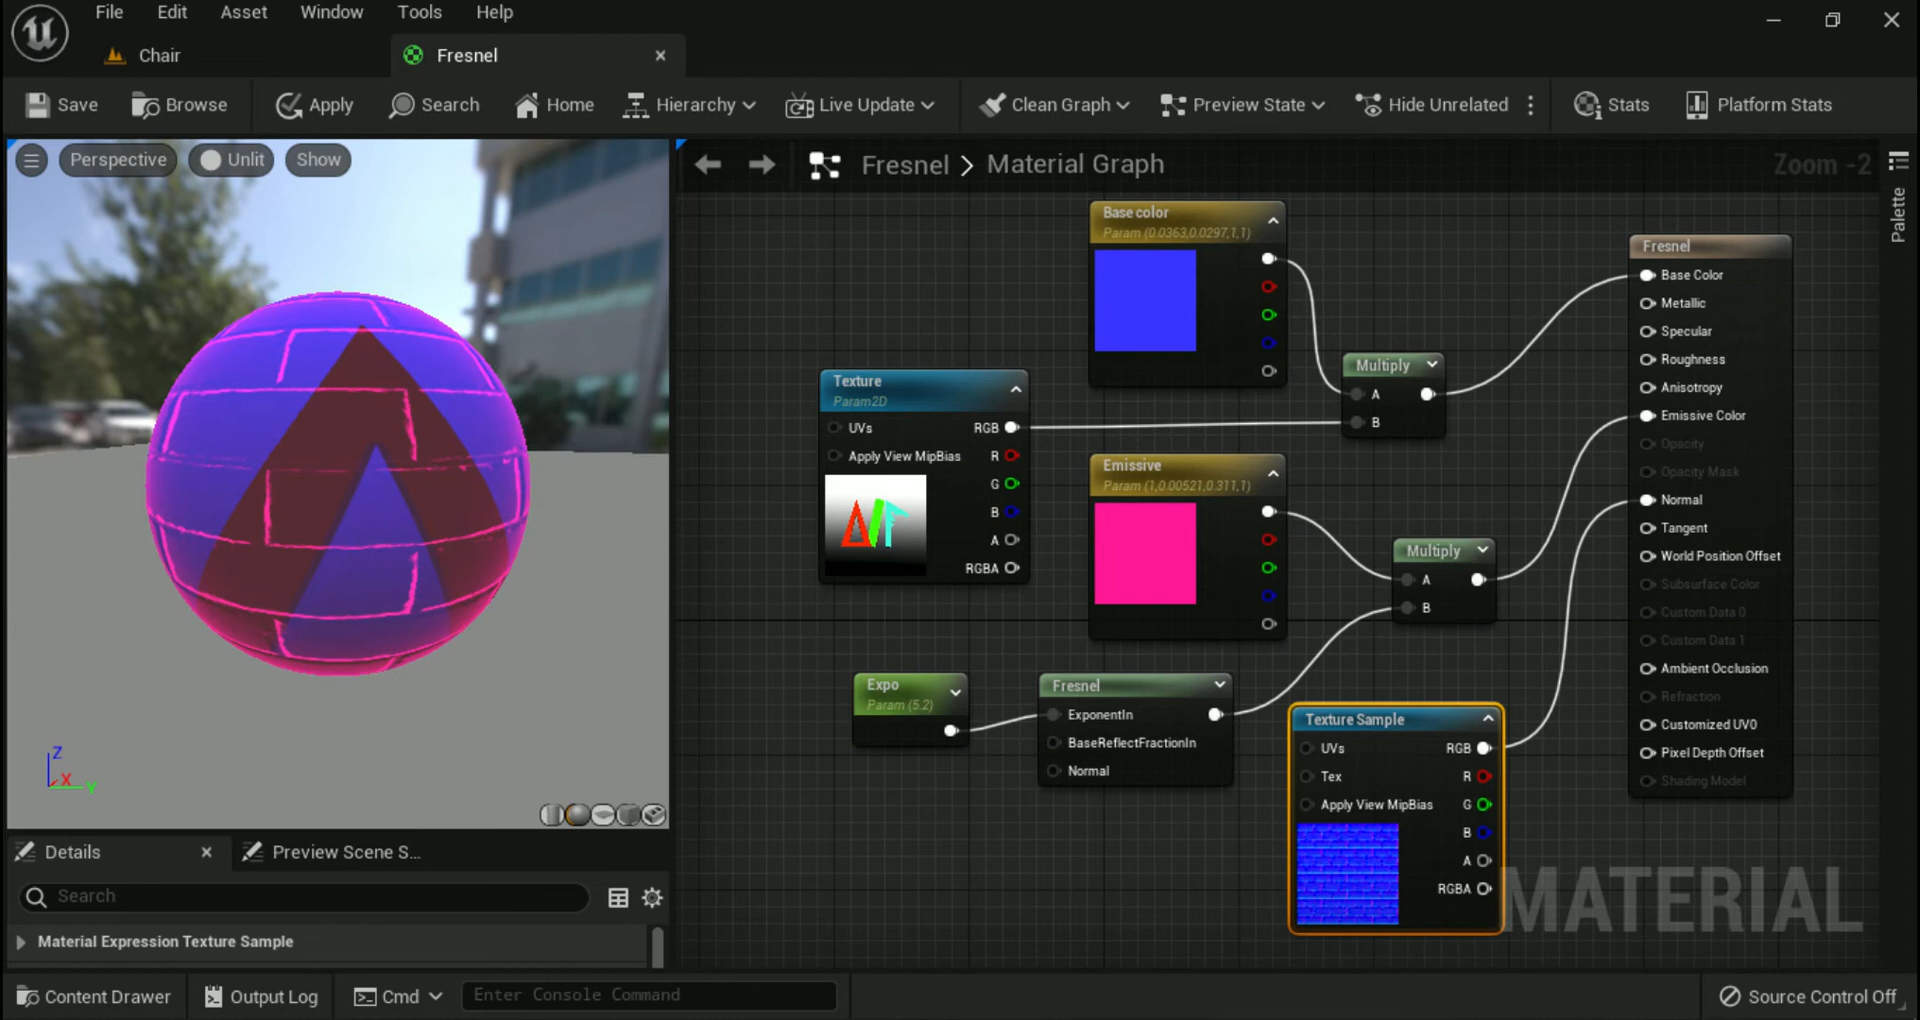 File Edit Asset Window Tools Help
Chair
Fresnel
Save Browse Apply Search Home Hierarchy Live Update Clean Graph Preview State Hide Unrelated Stats Platform Stats
Perspective Unlit Show
Fresnel > Material Graph
Zoom -2
Palette
Base color
Param (0.0363,0.0297,1,1)
Texture
Param2D
UVs RGB
Apply View MipBias R
G
B
A
RGBA
Multiply
A
B
Emissive
Param (1,0.00521,0.311,1)
Multiply
A
B
Expo
Param (5.2)
Fresnel
ExponentIn
BaseReflectFractionIn
Normal
Texture Sample
UVs RGB
Tex R
Apply View MipBias G
B
A
RGBA
Fresnel
Base Color
Metallic
Specular
Roughness
Anisotropy
Emissive Color
Opacity
Opacity Mask
Normal
Tangent
World Position Offset
Subsurface Color
Custom Data 0
Custom Data 1
Ambient Occlusion
Refraction
Customized UV0
Pixel Depth Offset
Shading Model
MATERIAL
Z
X
Y
Details
Preview Scene S...
Search
Material Expression Texture Sample
Content Drawer Output Log Cmd Enter Console Command Source Control Off